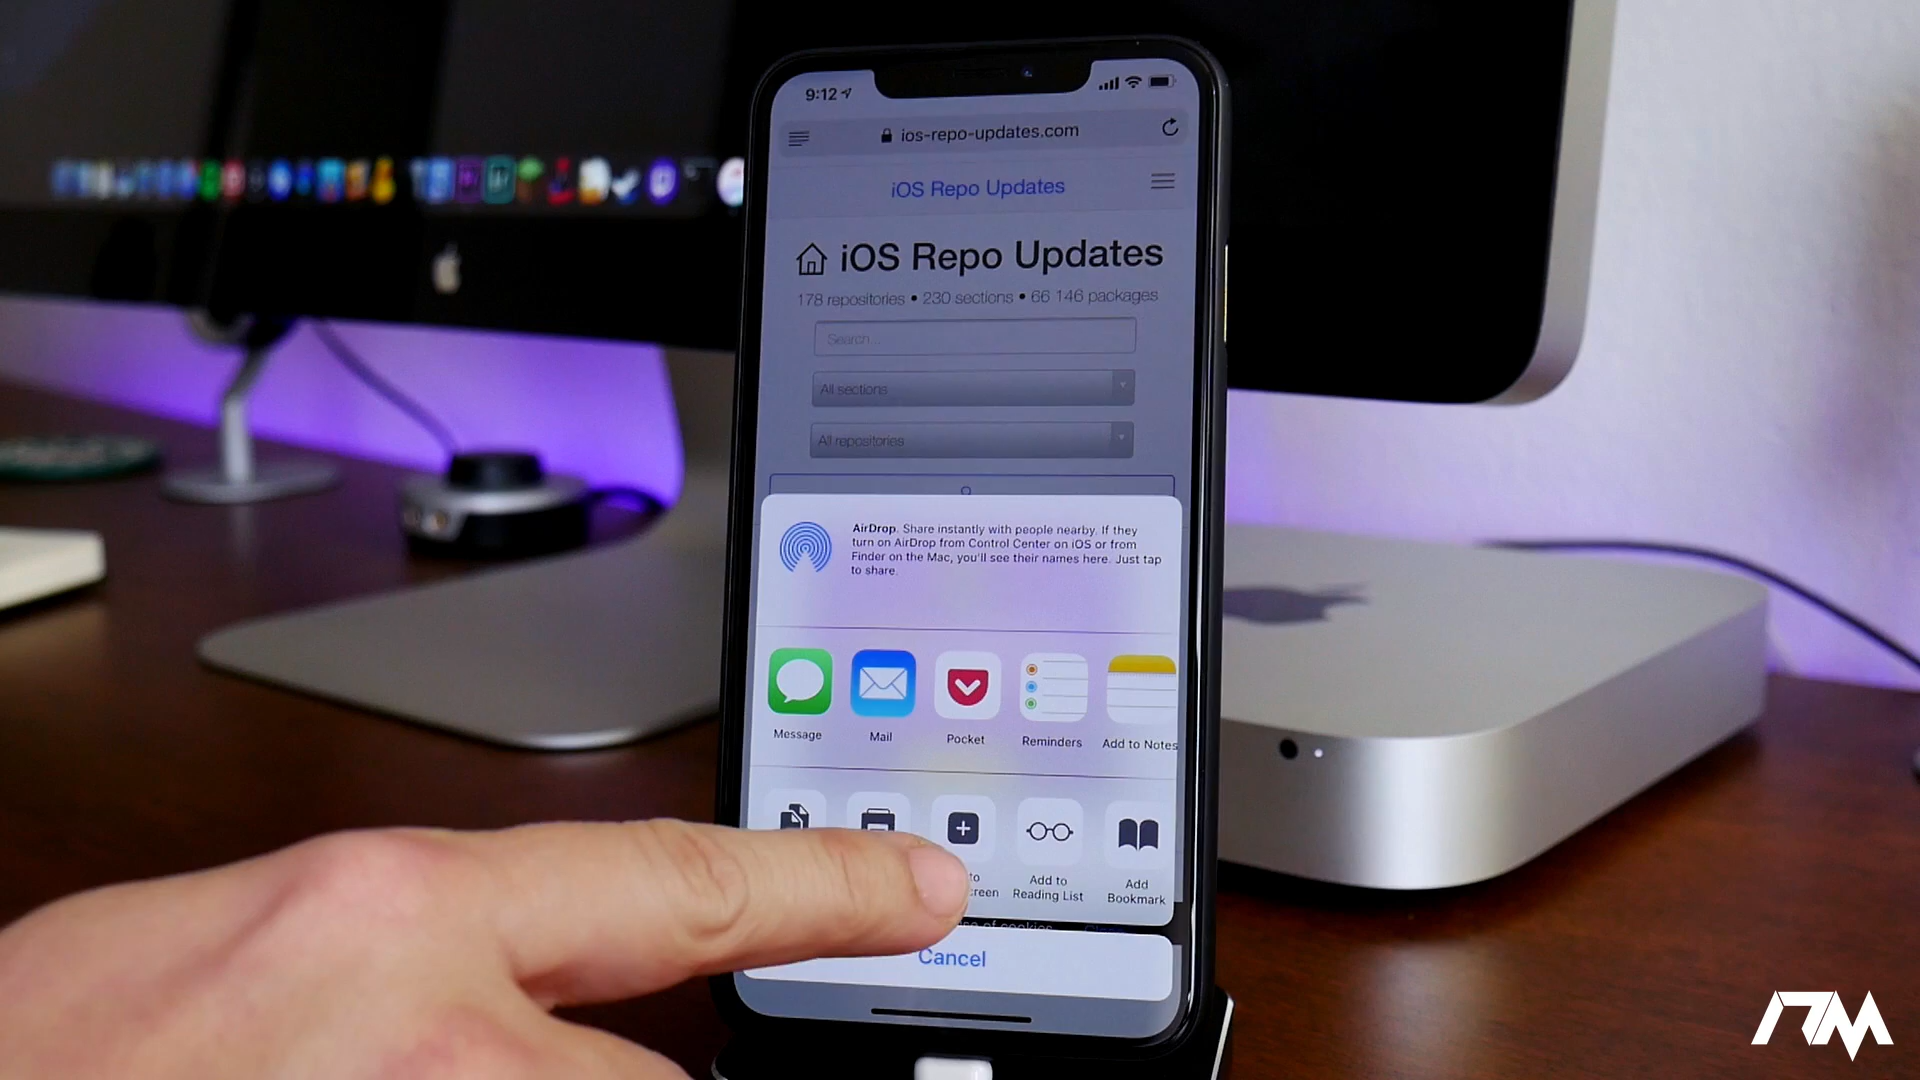 9:12
ios-repo-updates.com
iOS Repo Updates
iOS Repo Updates
178 repositories • 230 sections • 66 146 packages
Search...
All sections
All repositories
AirDrop. Share instantly with people nearby. If they
turn on AirDrop from Control Center on iOS or from
Finder on the Mac, you'll see their names here. Just tap
to share.
Message Mail Pocket Reminders Add to Notes
to
Add to
Reading List
Add
Bookmark
of cookies
Cancel